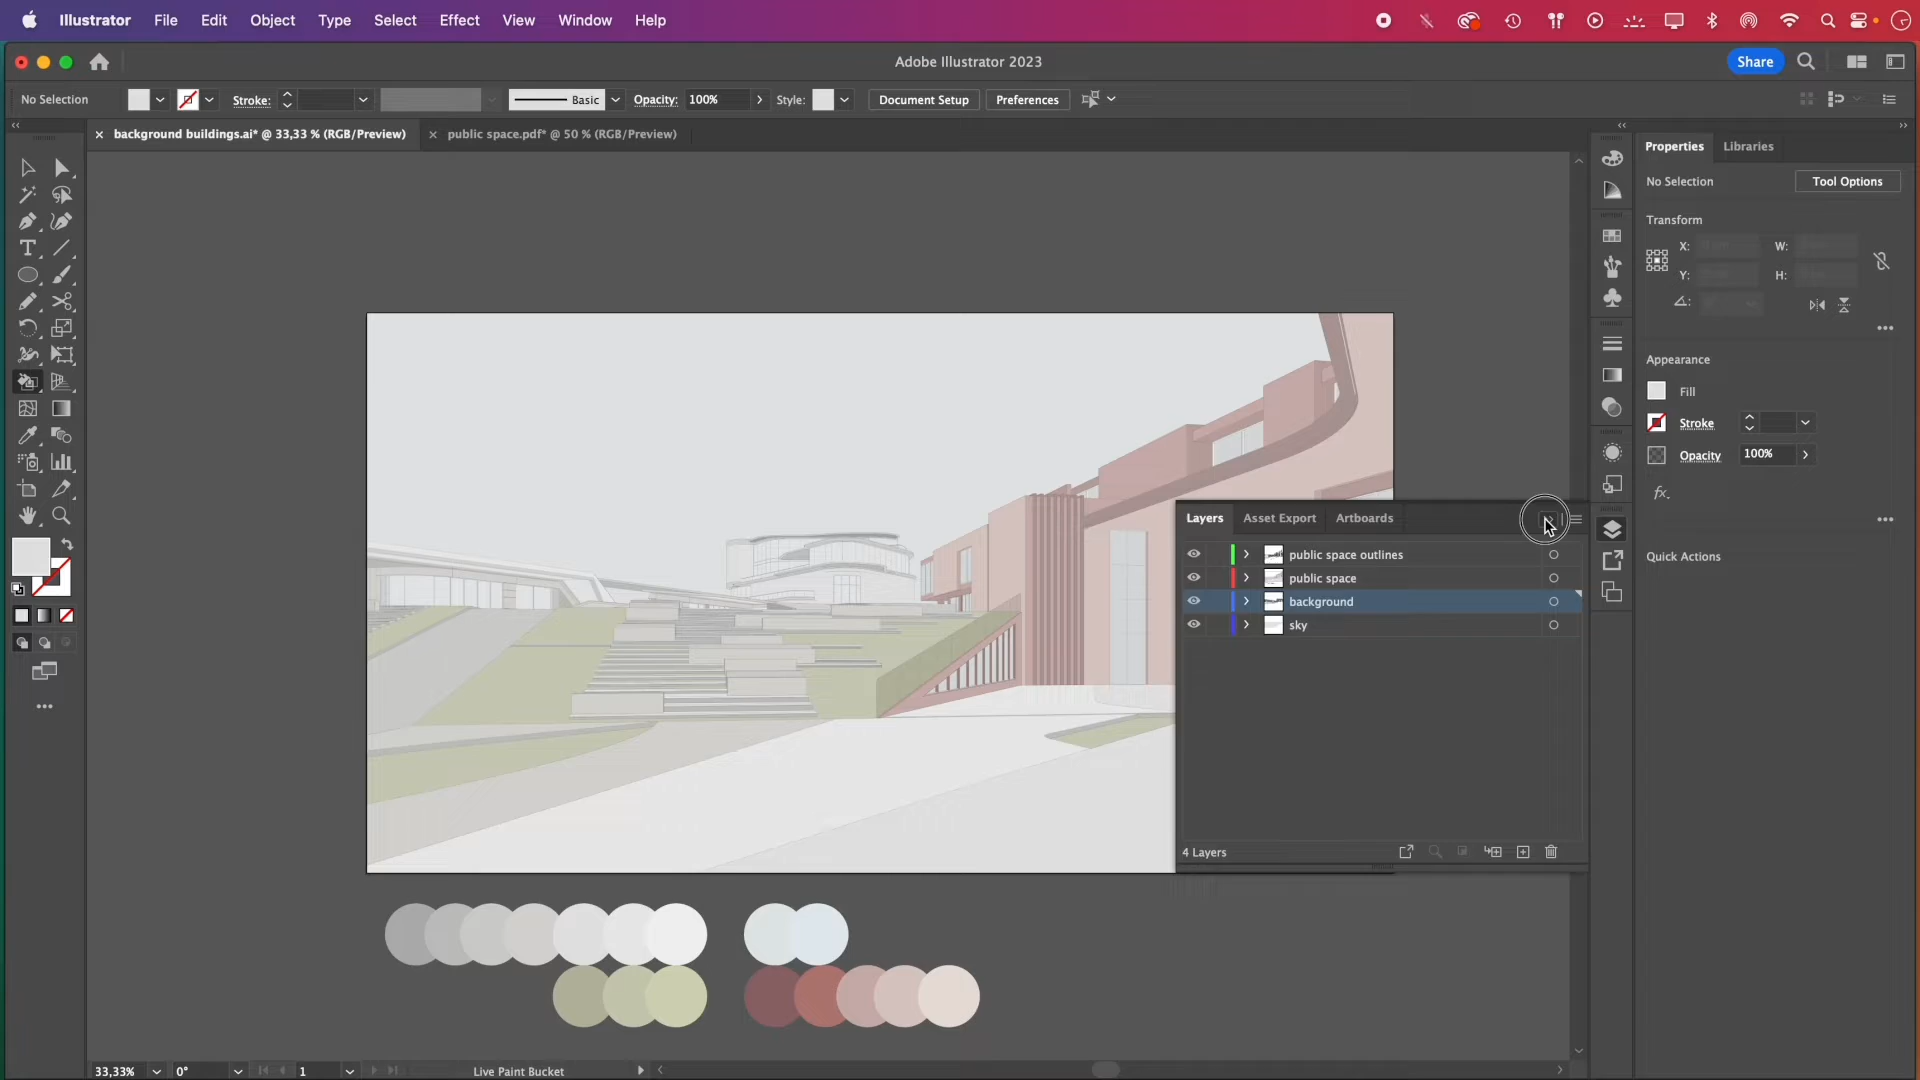 Illustrator File Edit Object Type Select Effect View Window Help
Adobe Illustrator 2023
Share
No Selection
Stroke:
Basic
Opacity: 100%
Style:
Document Setup
Preferences
background buildings.ai* @ 33,33 % (RGB/Preview)
public space.pdf* @ 50 % (RGB/Preview)
Properties
Libraries
No Selection
Tool Options
Transform
X:
W:
Y:
H:
Appearance
Fill
Stroke
Opacity
100%
fx.
Quick Actions
Layers
Asset Export
Artboards
public space outlines
public space
background
sky
4 Layers
33,33%
0°
1
Live Paint Bucket